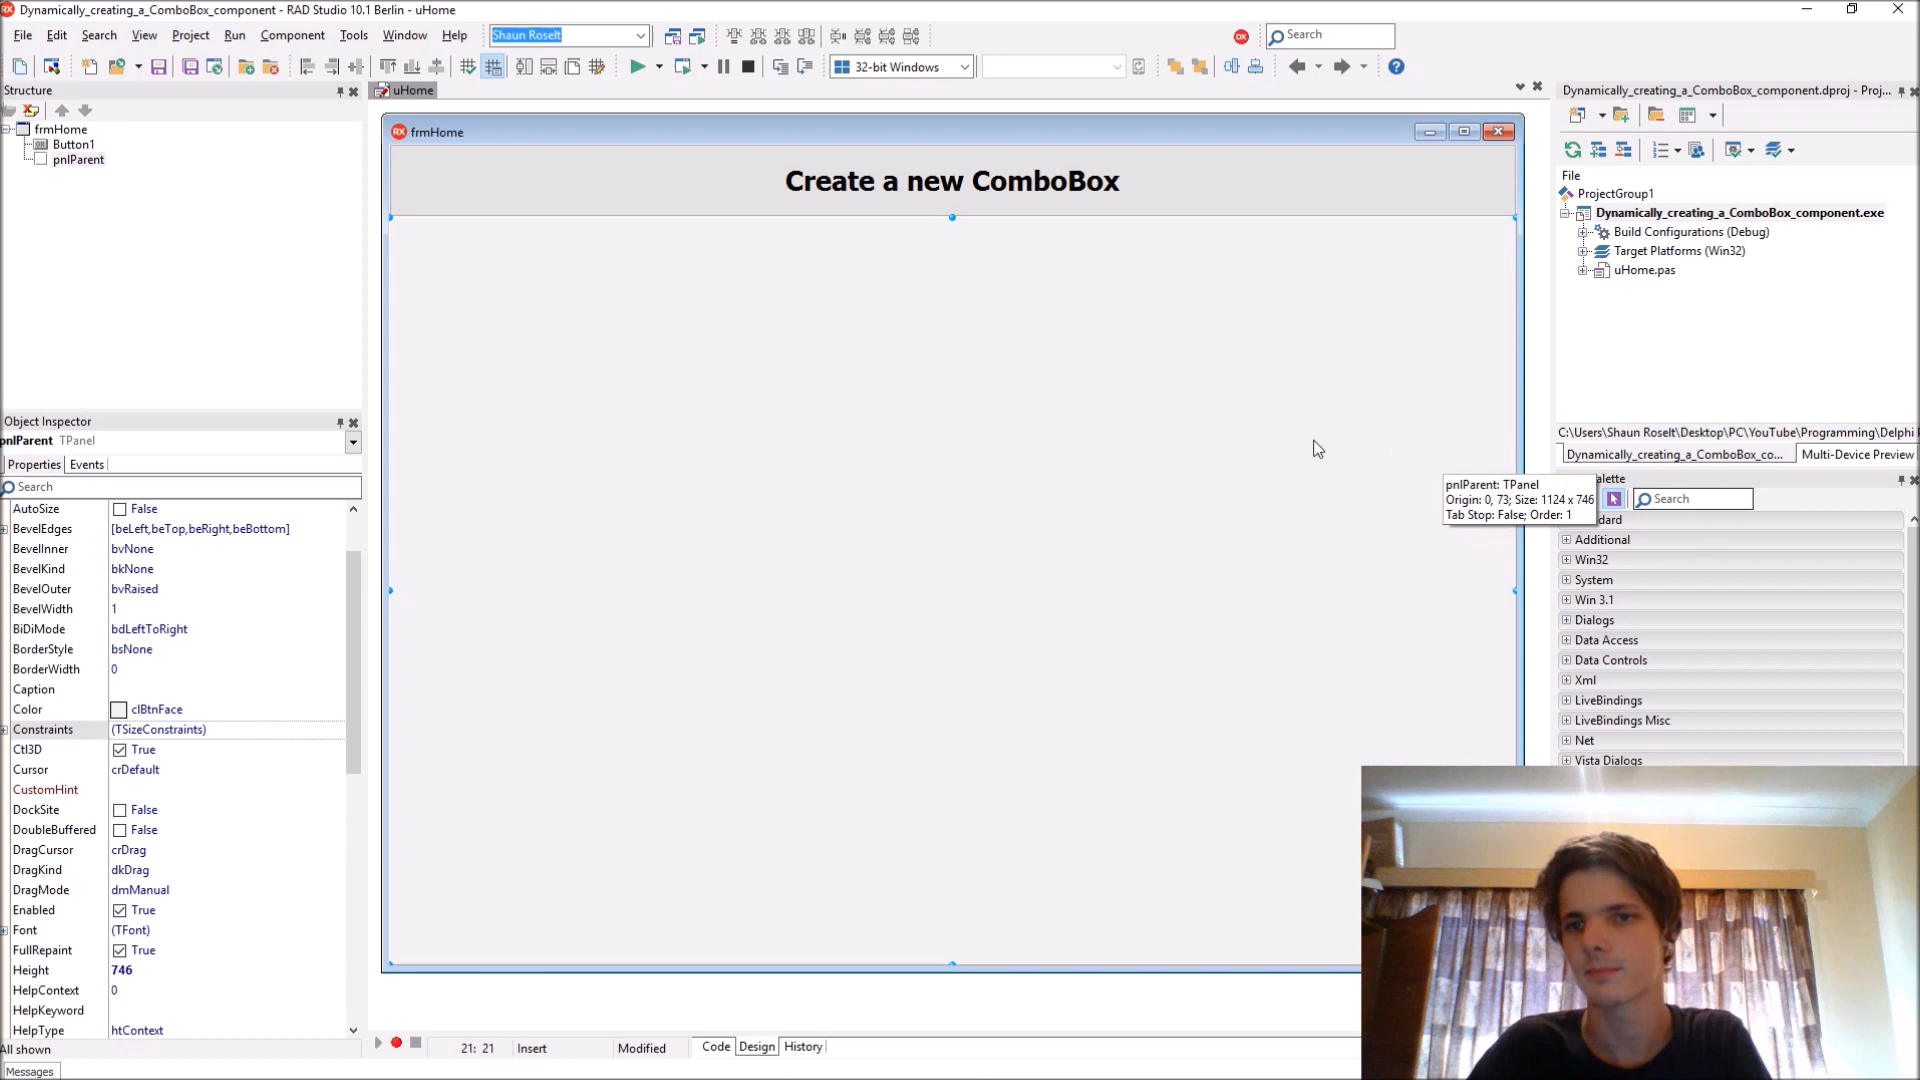 Dynamically_creating_a_ComboBox_component - RAD Studio 10.1 Berlin - uHome
File Edit Search View Project Run Component Tools Window Help
Shaun Roselt
Search
32-bit Windows
Structure
frmHome
Button1
pnlParent
Object Inspector
pnlParent TPanel
Properties Events
Search
AutoSize False
BevelEdges [beLeft,beTop,beRight,beBottom]
BevelInner bvNone
BevelKind bkNone
BevelOuter bvRaised
BevelWidth 1
BiDiMode bdLeftToRight
BorderStyle bsNone
BorderWidth 0
Caption
Color clBtnFace
Constraints (TSizeConstraints)
Ctl3D True
Cursor crDefault
CustomHint
DockSite False
DoubleBuffered False
DragCursor crDrag
DragKind dkDrag
DragMode dmManual
Enabled True
Font (TFont)
FullRepaint True
Height 746
HelpContext 0
HelpKeyword
HelpType htContext
All shown
Messages
uHome
frmHome
Create a new ComboBox
pnlParent: TPanel
Origin: 0, 73; Size: 1124 x 746
Tab Stop: False; Order: 1
21: 21 Insert Modified Code Design History
Dynamically_creating_a_ComboBox_component.dproj - Proj...
File
ProjectGroup1
Dynamically_creating_a_ComboBox_component.exe
Build Configurations (Debug)
Target Platforms (Win32)
uHome.pas
C:\Users\Shaun Roselt\Desktop\PC\YouTube\Programming\Delphi
Dynamically_creating_a_ComboBox_co... Multi-Device Preview
alette
Search
dard
Additional
Win32
System
Win 3.1
Dialogs
Data Access
Data Controls
Xml
LiveBindings
LiveBindings Misc
Net
Vista Dialogs